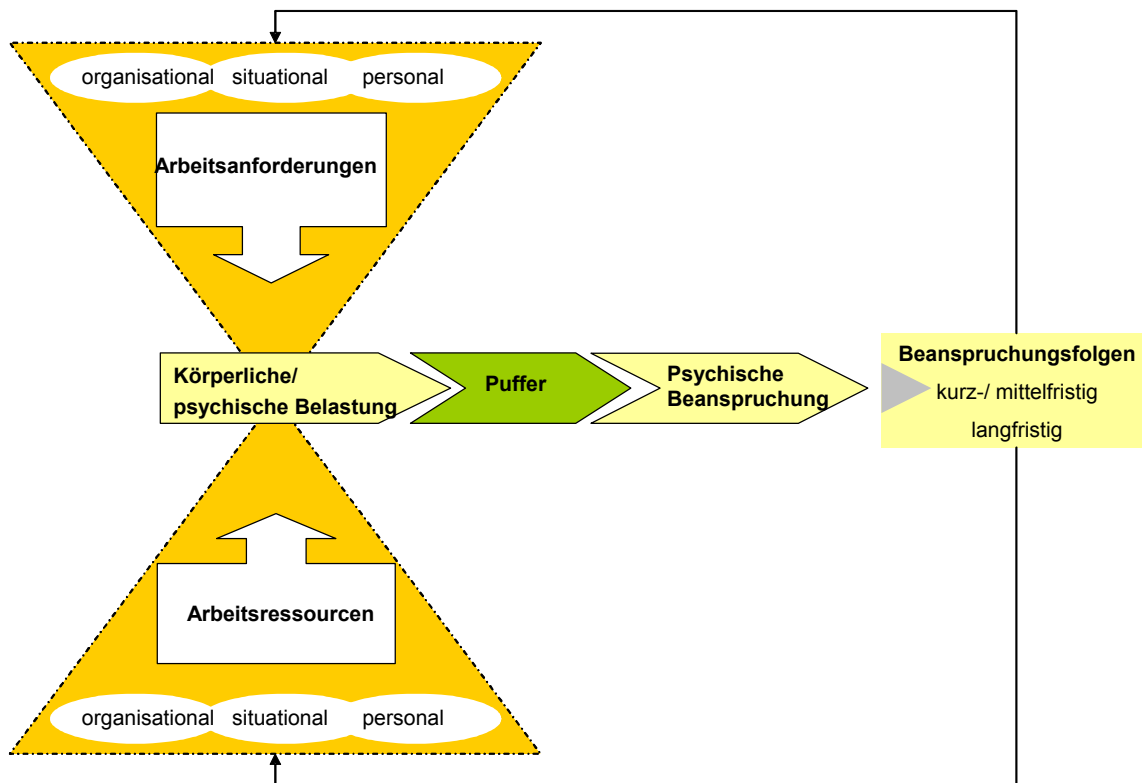 organisational situational personal
Arbeitsanforderungen
Körperliche/
psychische Belastung
Puffer
Psychische
Beanspruchung
Beanspruchungsfolgen
kurz-/ mittelfristig
langfristig
Arbeitsressourcen
organisational situational personal